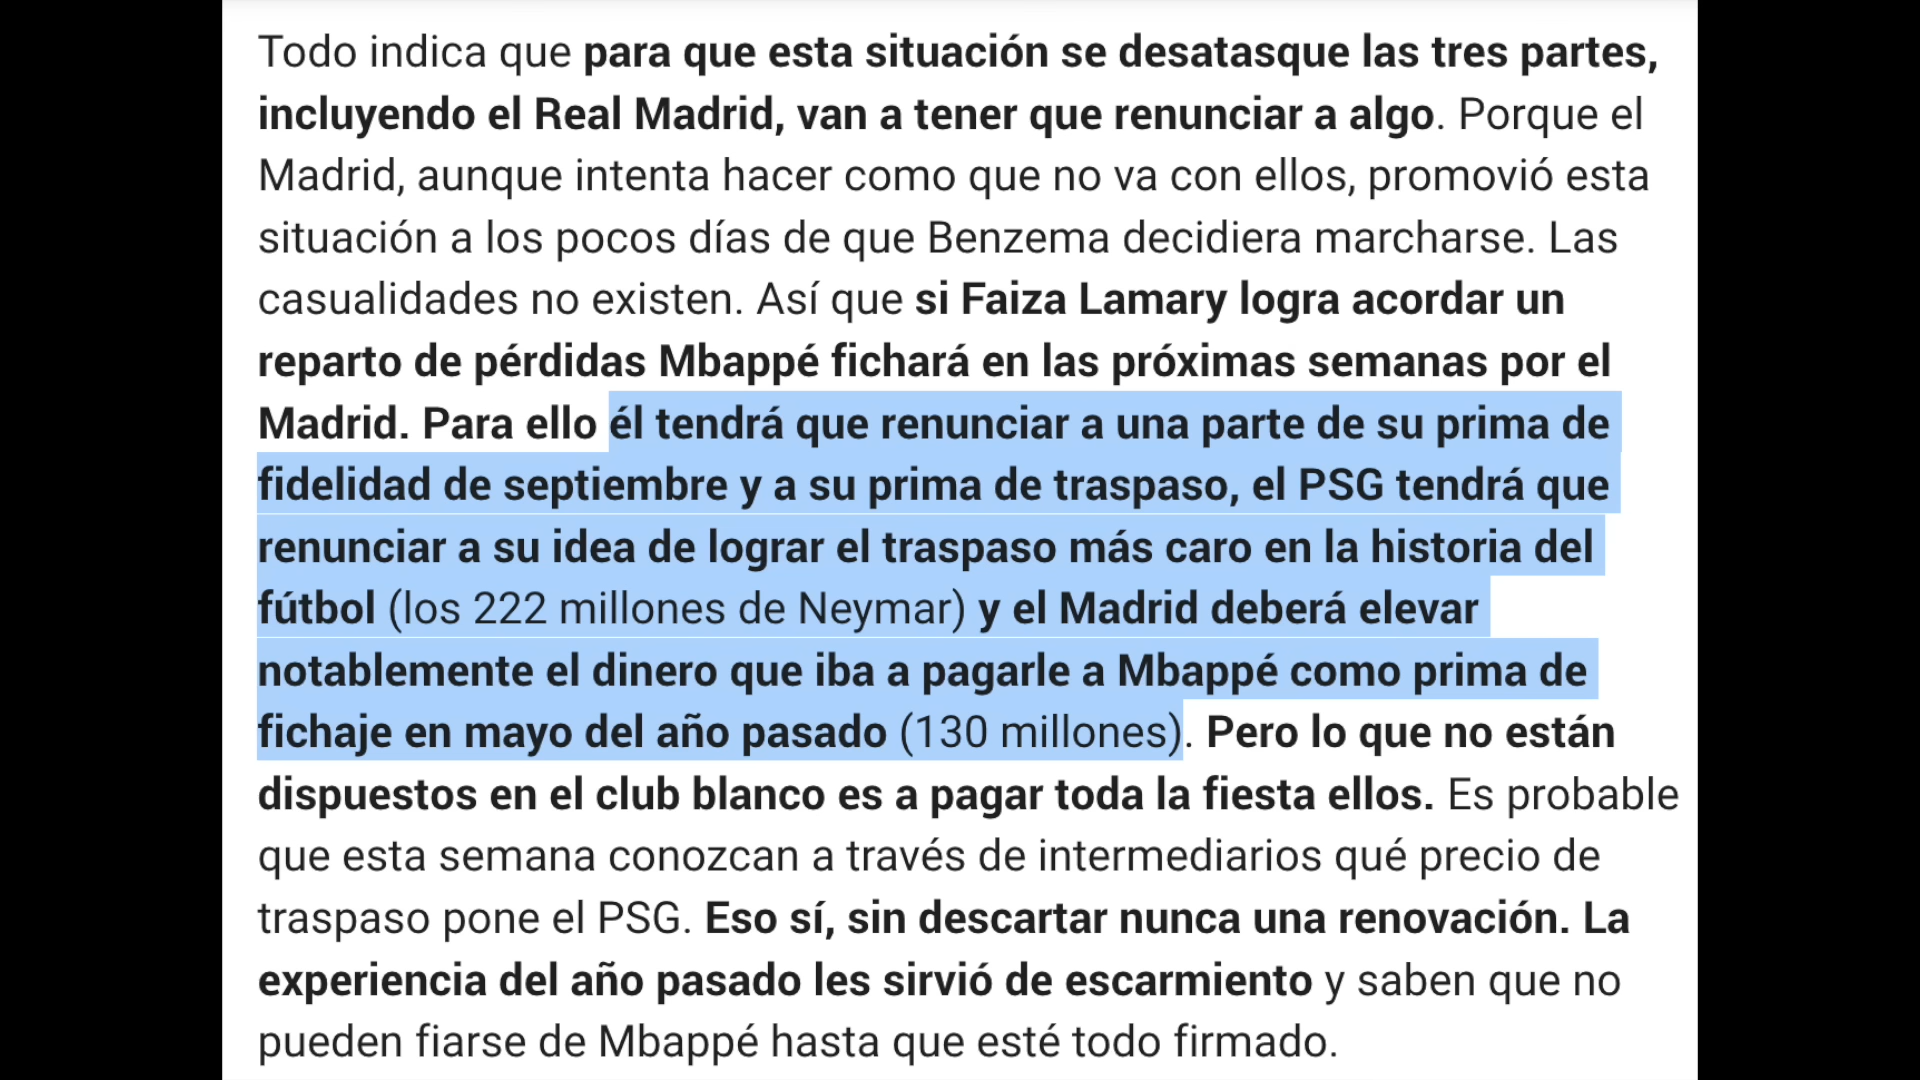 Todo indica que para que esta situación se desatasque las tres partes,
incluyendo el Real Madrid, van a tener que renunciar a algo. Porque el
Madrid, aunque intenta hacer como que no va con ellos, promovió esta
situación a los pocos días de que Benzema decidiera marcharse. Las
casualidades no existen. Así que si Faiza Lamary logra acordar un
reparto de pérdidas Mbappé fichará en las próximas semanas por el
Madrid. Para ello él tendrá que renunciar a una parte de su prima de
fidelidad de septiembre y a su prima de traspaso, el PSG tendrá que
renunciar a su idea de lograr el traspaso más caro en la historia del
fútbol (los 222 millones de Neymar) y el Madrid deberá elevar
notablemente el dinero que iba a pagarle a Mbappé como prima de
fichaje en mayo del año pasado (130 millones). Pero lo que no están
dispuestos en el club blanco es a pagar toda la fiesta ellos. Es probable
que esta semana conozcan a través de intermediarios qué precio de
traspaso pone el PSG. Eso sí, sin descartar nunca una renovación. La
experiencia del año pasado les sirvió de escarmiento y saben que no
pueden fiarse de Mbappé hasta que esté todo firmado.